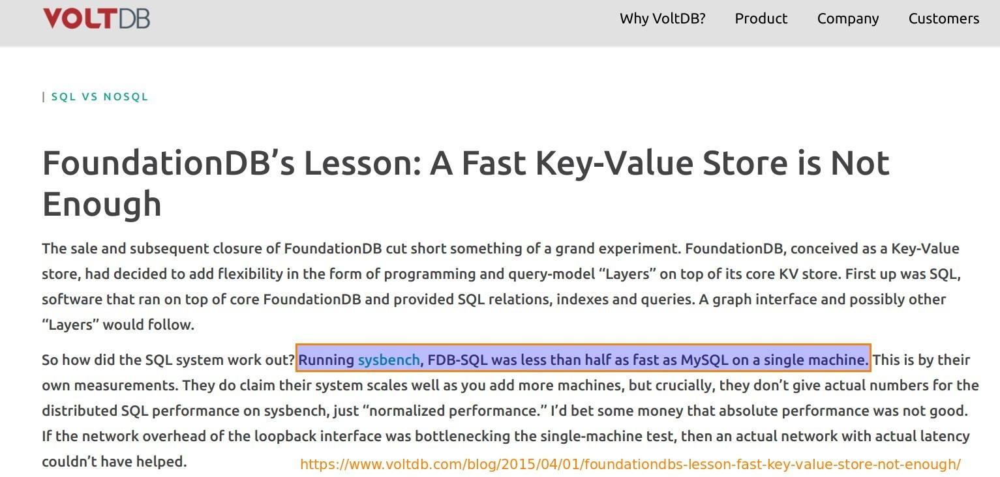 VOLTDB
Why VoltDB? Product Company Customers
| SQL VS NOSQL
FoundationDB’s Lesson: A Fast Key-Value Store is Not
Enough
The sale and subsequent closure of FoundationDB cut short something of a grand experiment. FoundationDB, conceived as a Key-Value
store, had decided to add flexibility in the form of programming and query-model “Layers” on top of its core KV store. First up was SQL,
software that ran on top of core FoundationDB and provided SQL relations, indexes and queries. A graph interface and possibly other
“Layers” would follow.
So how did the SQL system work out? Running sysbench, FDB-SQL was less than half as fast as MySQL on a single machine. This is by their
own measurements. They do claim their system scales well as you add more machines, but crucially, they don’t give actual numbers for the
distributed SQL performance on sysbench, just “normalized performance.” I’d bet some money that absolute performance was not good.
If the network overhead of the loopback interface was bottlenecking the single-machine test, then an actual network with actual latency
couldn’t have helped.
https://www.voltdb.com/blog/2015/04/01/foundationdbs-lesson-fast-key-value-store-not-enough/